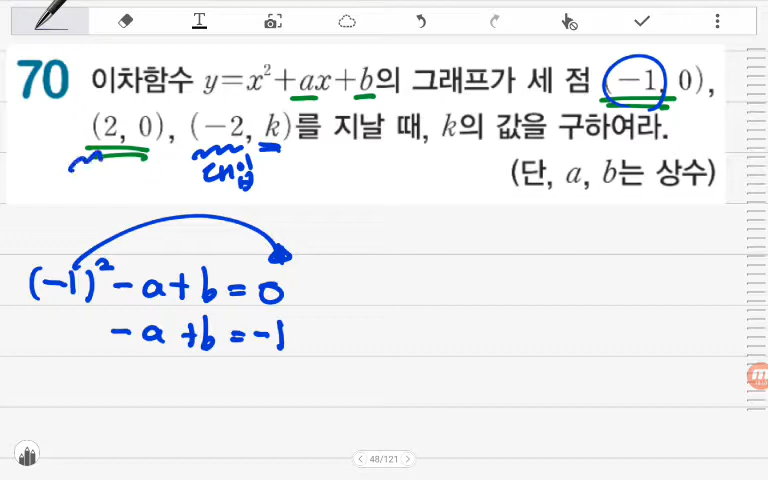 70 이차함수 y=x²+ax+b의 그래프가 세 점 (-1, 0),
(2, 0), (-2, k)를 지날 때, k의 값을 구하여라.
대입
(단, a, b는 상수)
(-1)² - a + b = 0
- a + b = -1
48/121